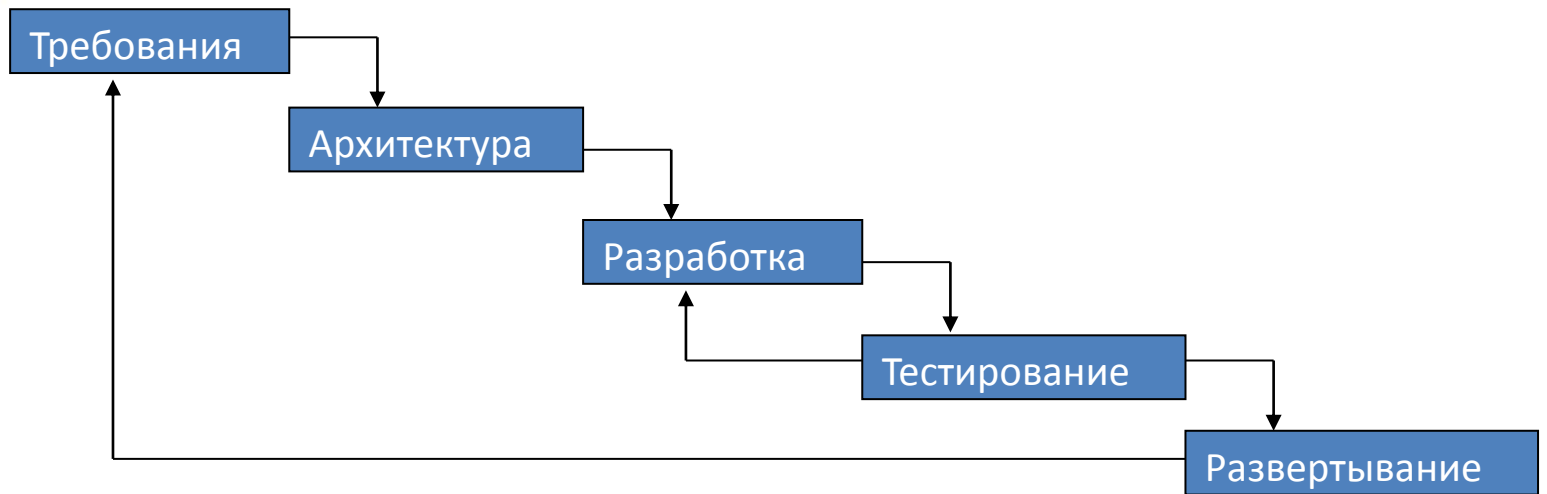 Требования
Архитектура
Разработка
Тестирование
Развертывание